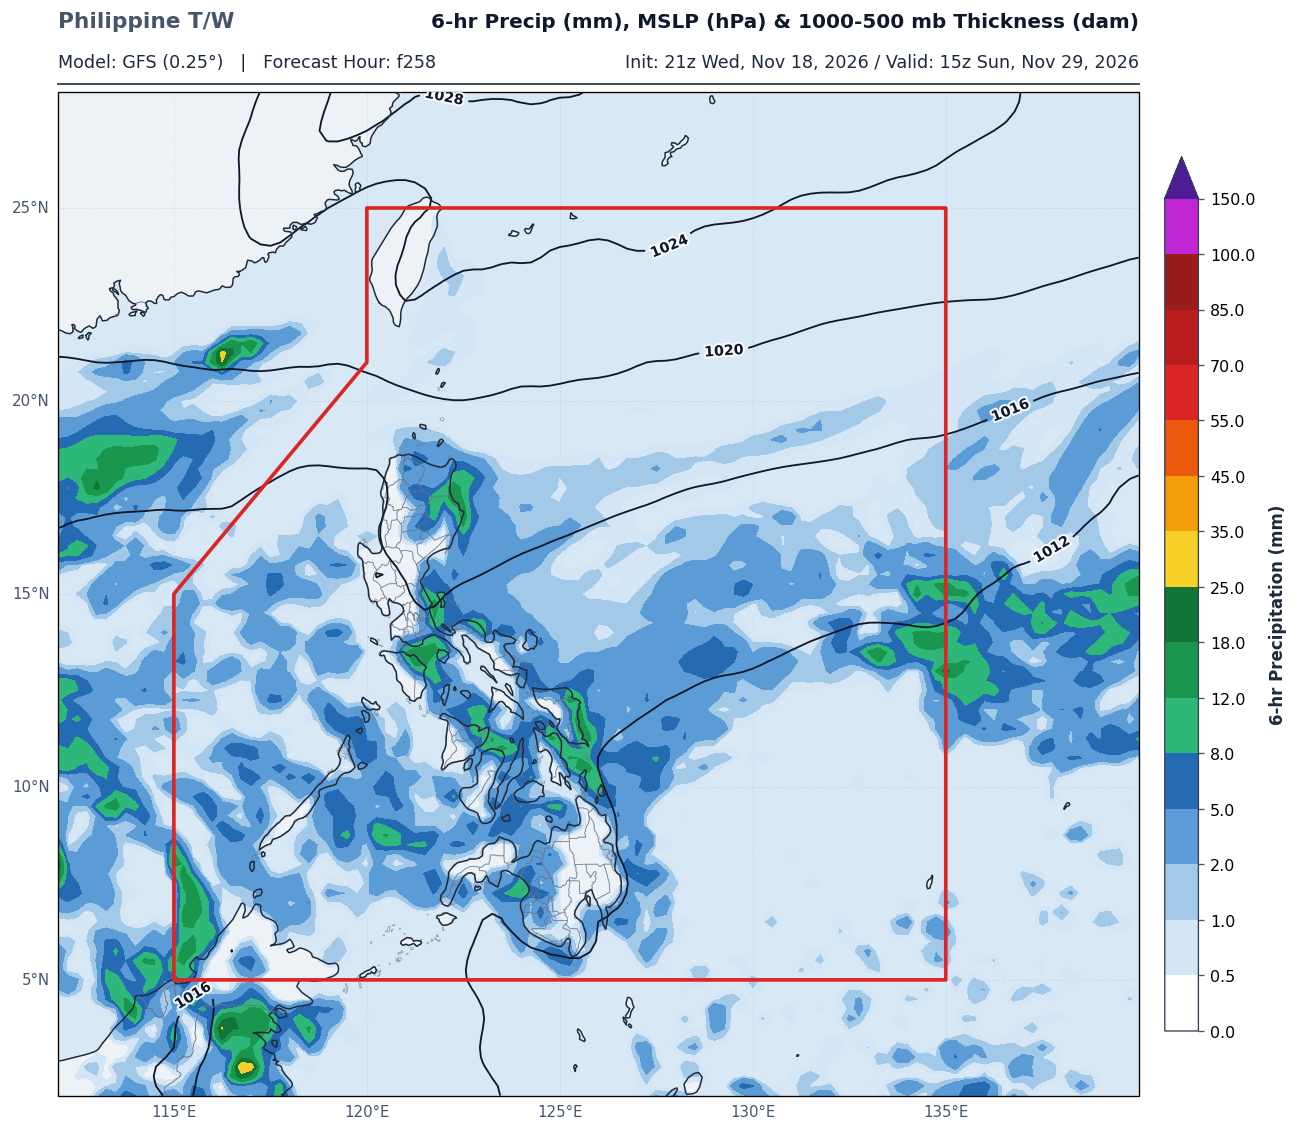 Philippine T/W
6-hr Precip (mm), MSLP (hPa) & 1000-500 mb Thickness (dam)
Model: GFS (0.25°) | Forecast Hour: f258
Init: 21z Wed, Nov 18, 2026 / Valid: 15z Sun, Nov 29, 2026
1028
1024
1020
1016
1012
1016
25°N
20°N
15°N
10°N
5°N
115°E
120°E
125°E
130°E
135°E
150.0
100.0
85.0
70.0
55.0
45.0
35.0
25.0
18.0
12.0
8.0
5.0
2.0
1.0
0.5
0.0
6-hr Precipitation (mm)